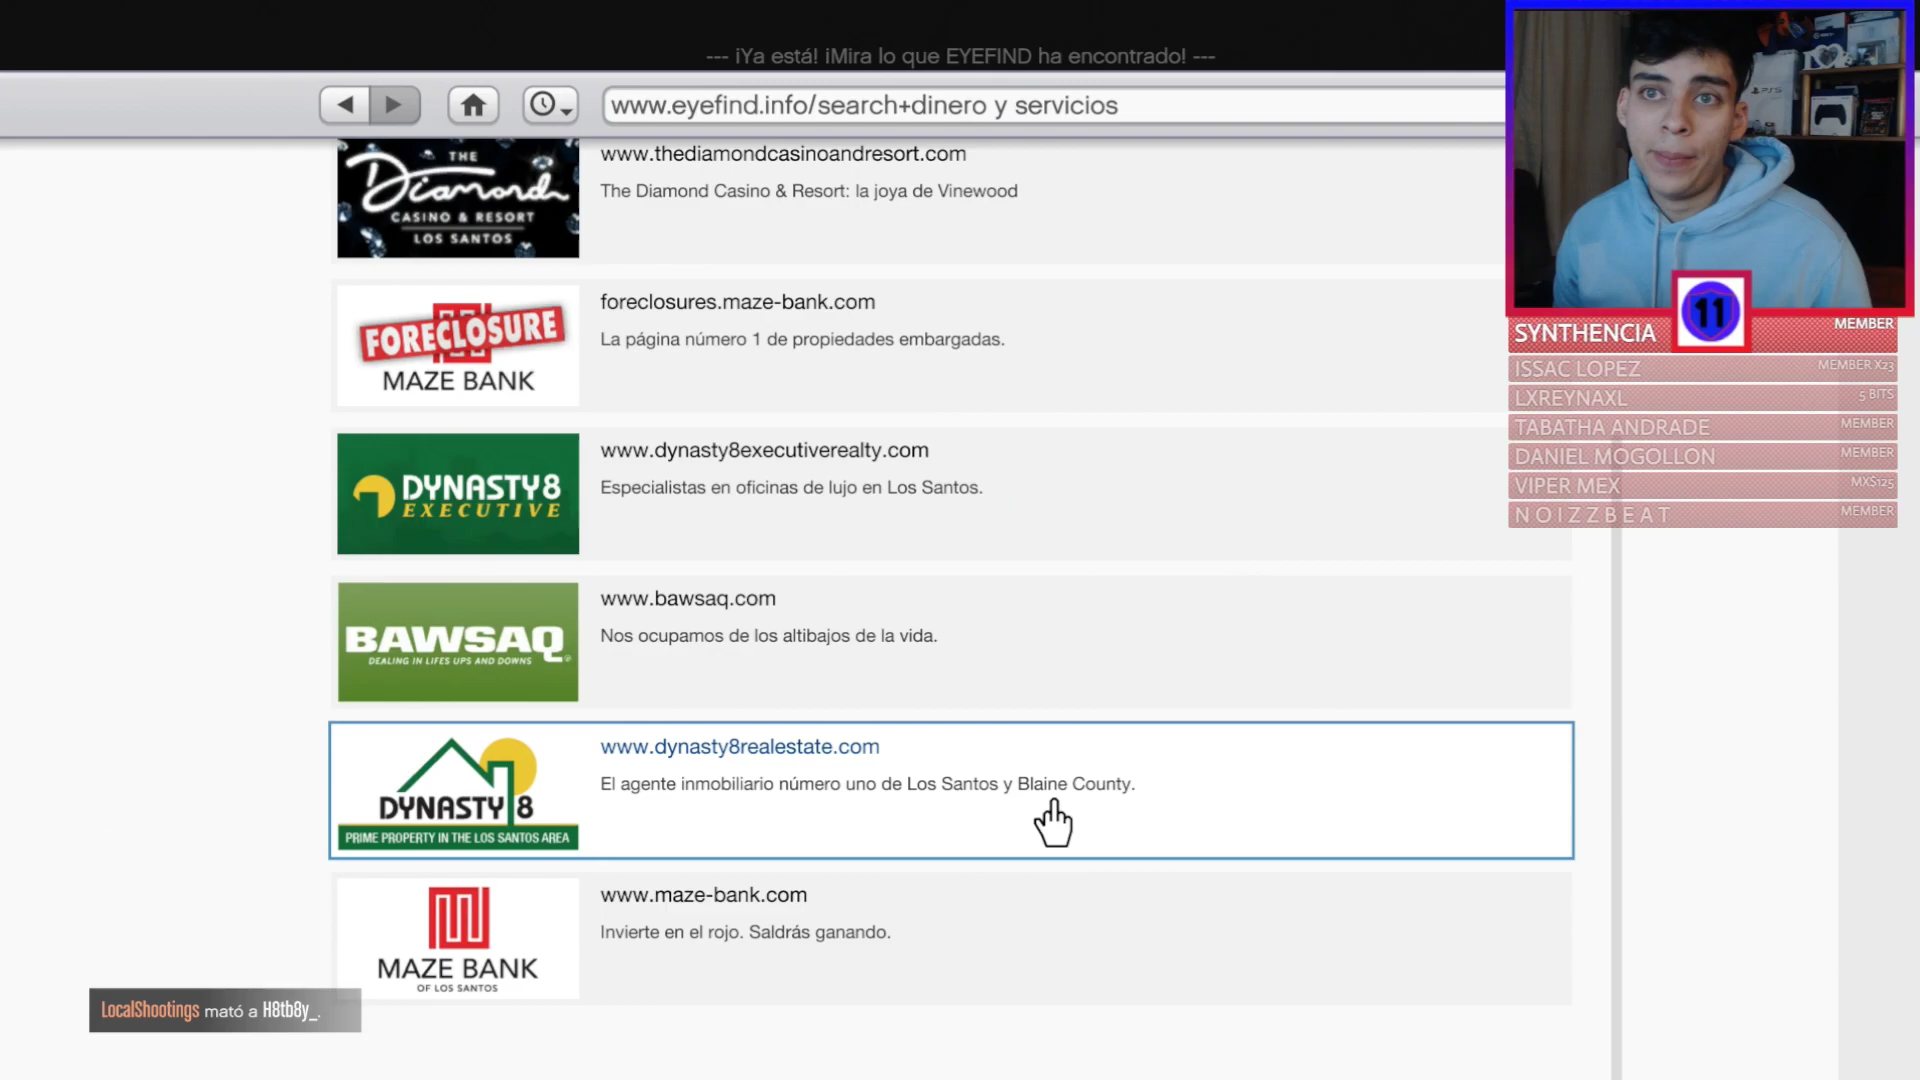 --- ¡Ya está! ¡Mira lo que EYEFIND ha encontrado! ---
www.eyefind.info/search+dinero y servicios
THE
Diamond
CASINO & RESORT
LOS SANTOS
www.thediamondcasinoandresort.com
The Diamond Casino & Resort: la joya de Vinewood
FORECLOSURE
MAZE BANK
foreclosures.maze-bank.com
La página número 1 de propiedades embargadas.
DYNASTY 8
EXECUTIVE
www.dynasty8executiverealty.com
Especialistas en oficinas de lujo en Los Santos.
BAWSAQ
DEALING IN LIFES UPS AND DOWNS
www.bawsaq.com
Nos ocupamos de los altibajos de la vida.
DYNASTY 8
PRIME PROPERTY IN THE LOS SANTOS AREA
www.dynasty8realestate.com
El agente inmobiliario número uno de Los Santos y Blaine County.
MAZE BANK
OF LOS SANTOS
www.maze-bank.com
Invierte en el rojo. Saldrás ganando.
LocalShootings mató a H8tb8y_.
PS5
11
SYNTHENCIA MEMBER
ISSAC LOPEZ MEMBER X23
LXREYNAXL 5 BITS
TABATHA ANDRADE MEMBER
DANIEL MOGOLLON MEMBER
VIPER MEX MX$125
N O I Z Z B E A T MEMBER